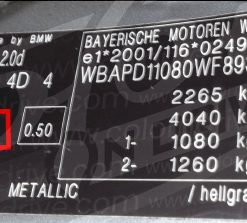 e by BMW
2.0d
4D 4
0.50
BAYERISCHE MOTOREN W
e1*2001/116*0249
WBAPD11080WF893
2265 k
4040 k
1- 1080 k
2- 1260 k
METALLIC / hellgra